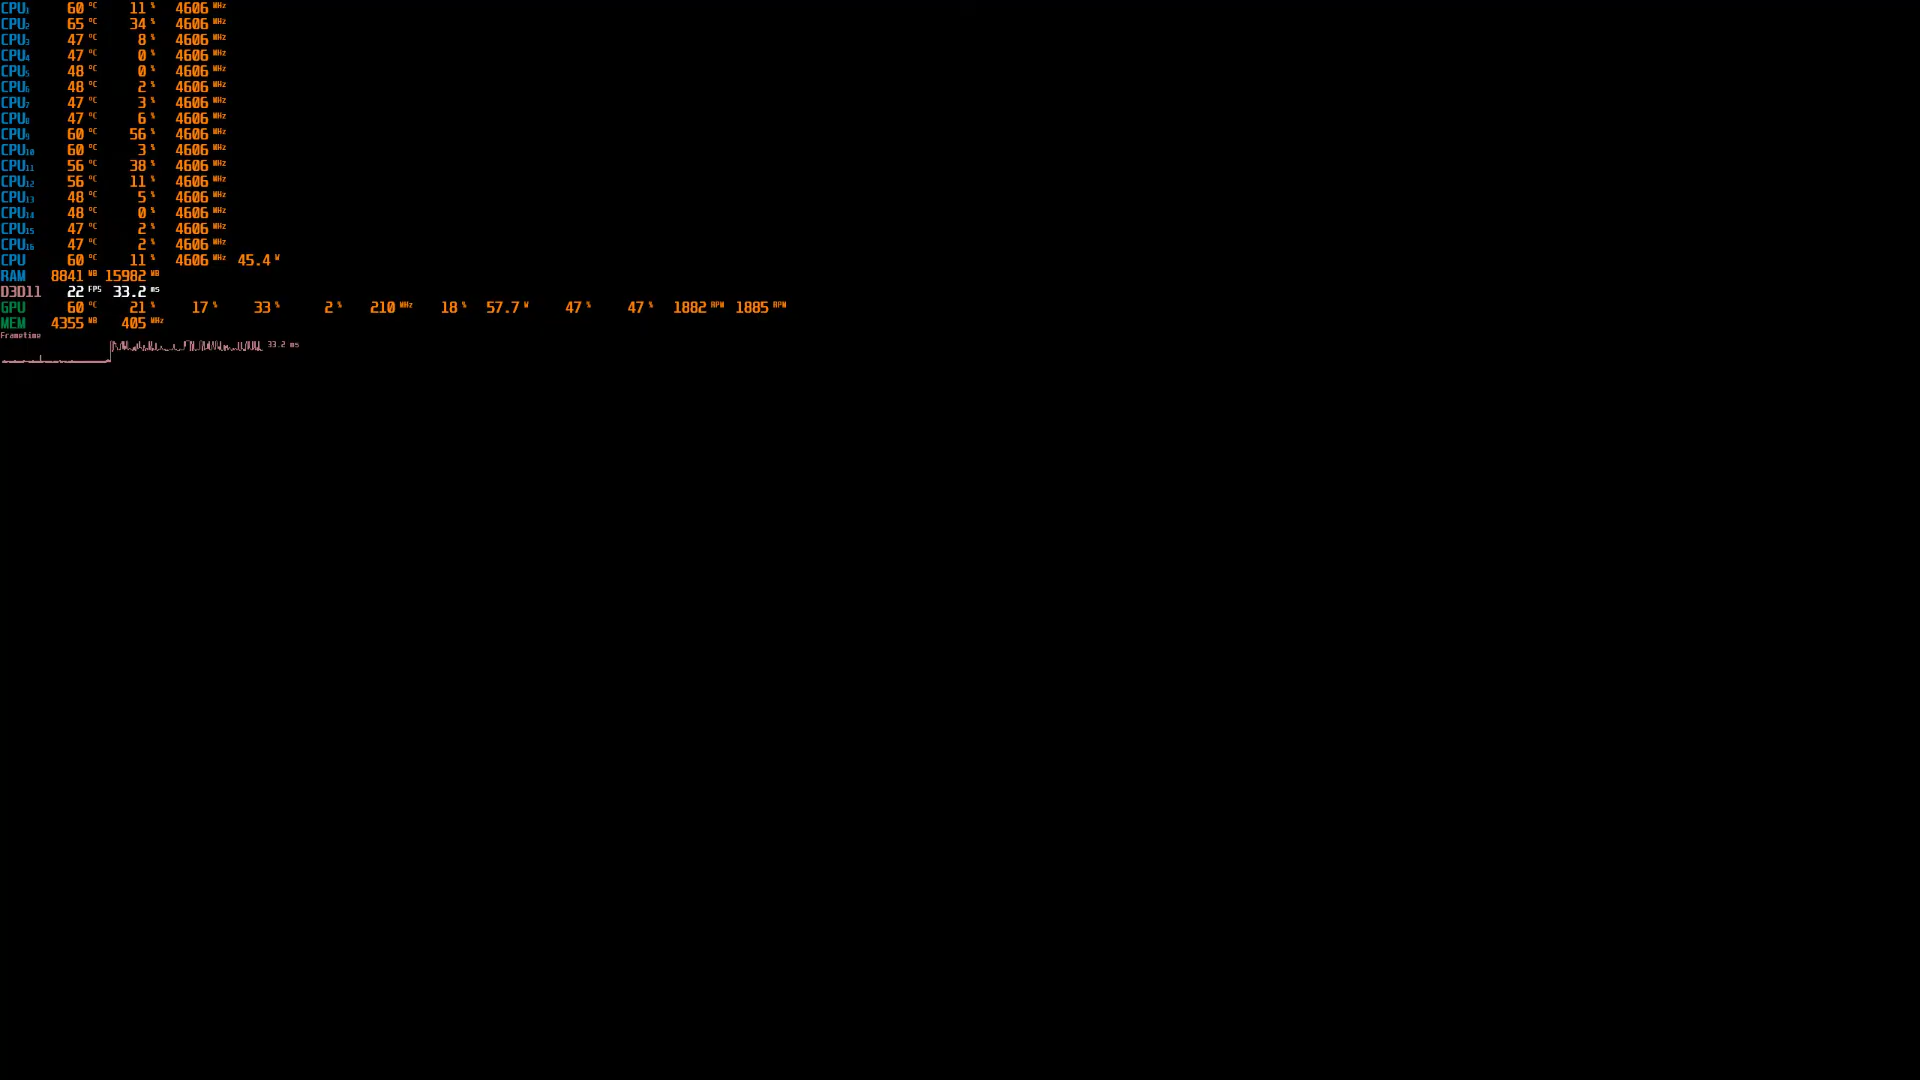 CPU1 60 °C 11 % 4606 MHz
CPU2 65 °C 34 % 4606 MHz
CPU3 47 °C 8 % 4606 MHz
CPU4 47 °C 0 % 4606 MHz
CPU5 48 °C 0 % 4606 MHz
CPU6 48 °C 2 % 4606 MHz
CPU7 47 °C 3 % 4606 MHz
CPU8 47 °C 6 % 4606 MHz
CPU9 60 °C 56 % 4606 MHz
CPU10 60 °C 3 % 4606 MHz
CPU11 56 °C 38 % 4606 MHz
CPU12 56 °C 11 % 4606 MHz
CPU13 48 °C 5 % 4606 MHz
CPU14 48 °C 0 % 4606 MHz
CPU15 47 °C 2 % 4606 MHz
CPU16 47 °C 2 % 4606 MHz
CPU 60 °C 11 % 4606 MHz 45.4 W
RAM 8841 MB 15982 MB
D3D11 22 FPS 33.2 ms
GPU 60 °C 21 % 17 % 33 % 2 % 210 MHz 18 % 57.7 W 47 % 47 % 1882 RPM 1885 RPM
MEM 4355 MB 405 MHz
Frametime
33.2 ms